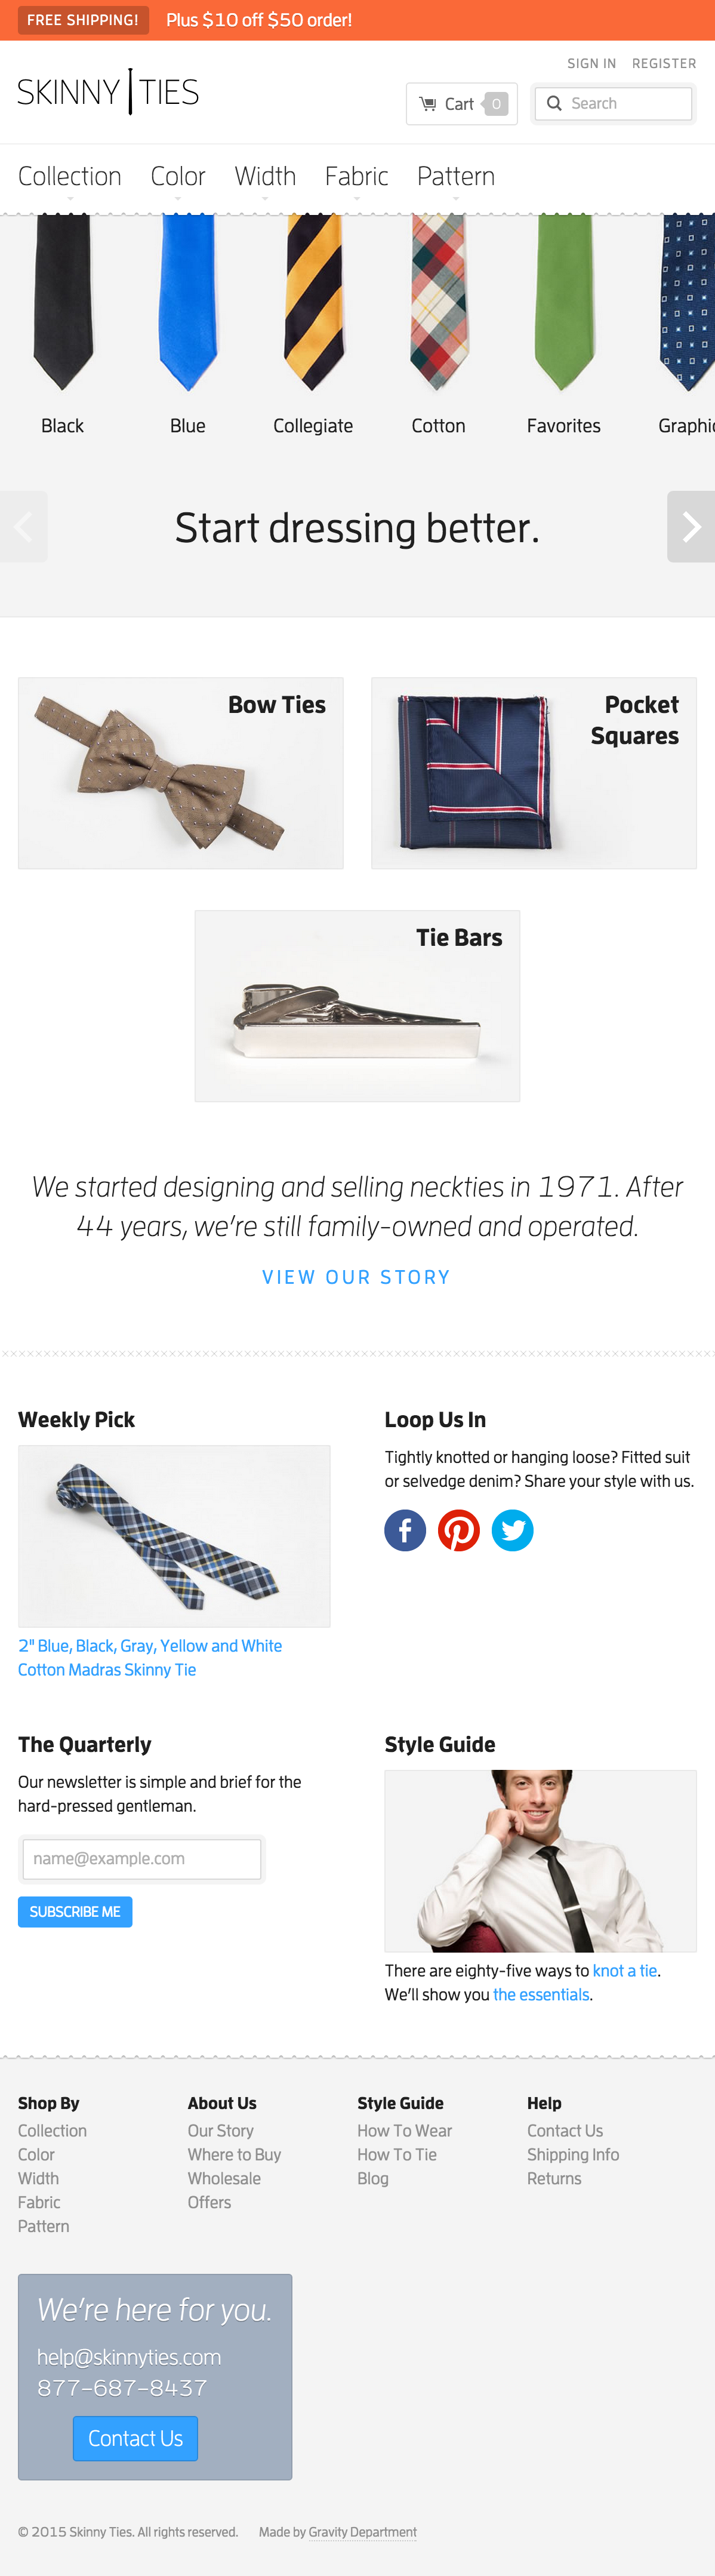 FREE SHIPPING! Plus $10 off $50 order!
SIGN IN REGISTER
SKINNY TIES
Cart 0
Search
Collection Color Width Fabric Pattern
Black Blue Collegiate Cotton Favorites Graphi
Start dressing better.
Bow Ties
Pocket
Squares
Tie Bars
We started designing and selling neckties in 1971. After
44 years, we're still family-owned and operated.
VIEW OUR STORY
Weekly Pick
2" Blue, Black, Gray, Yellow and White
Cotton Madras Skinny Tie
Loop Us In
Tightly knotted or hanging loose? Fitted suit
or selvedge denim? Share your style with us.
The Quarterly
Our newsletter is simple and brief for the
hard-pressed gentleman.
name@example.com
SUBSCRIBE ME
Style Guide
There are eighty-five ways to knot a tie.
We'll show you the essentials.
Shop By
Collection
Color
Width
Fabric
Pattern
About Us
Our Story
Where to Buy
Wholesale
Offers
Style Guide
How To Wear
How To Tie
Blog
Help
Contact Us
Shipping Info
Returns
We're here for you.
help@skinnyties.com
877-687-8437
Contact Us
© 2015 Skinny Ties. All rights reserved. Made by Gravity Department